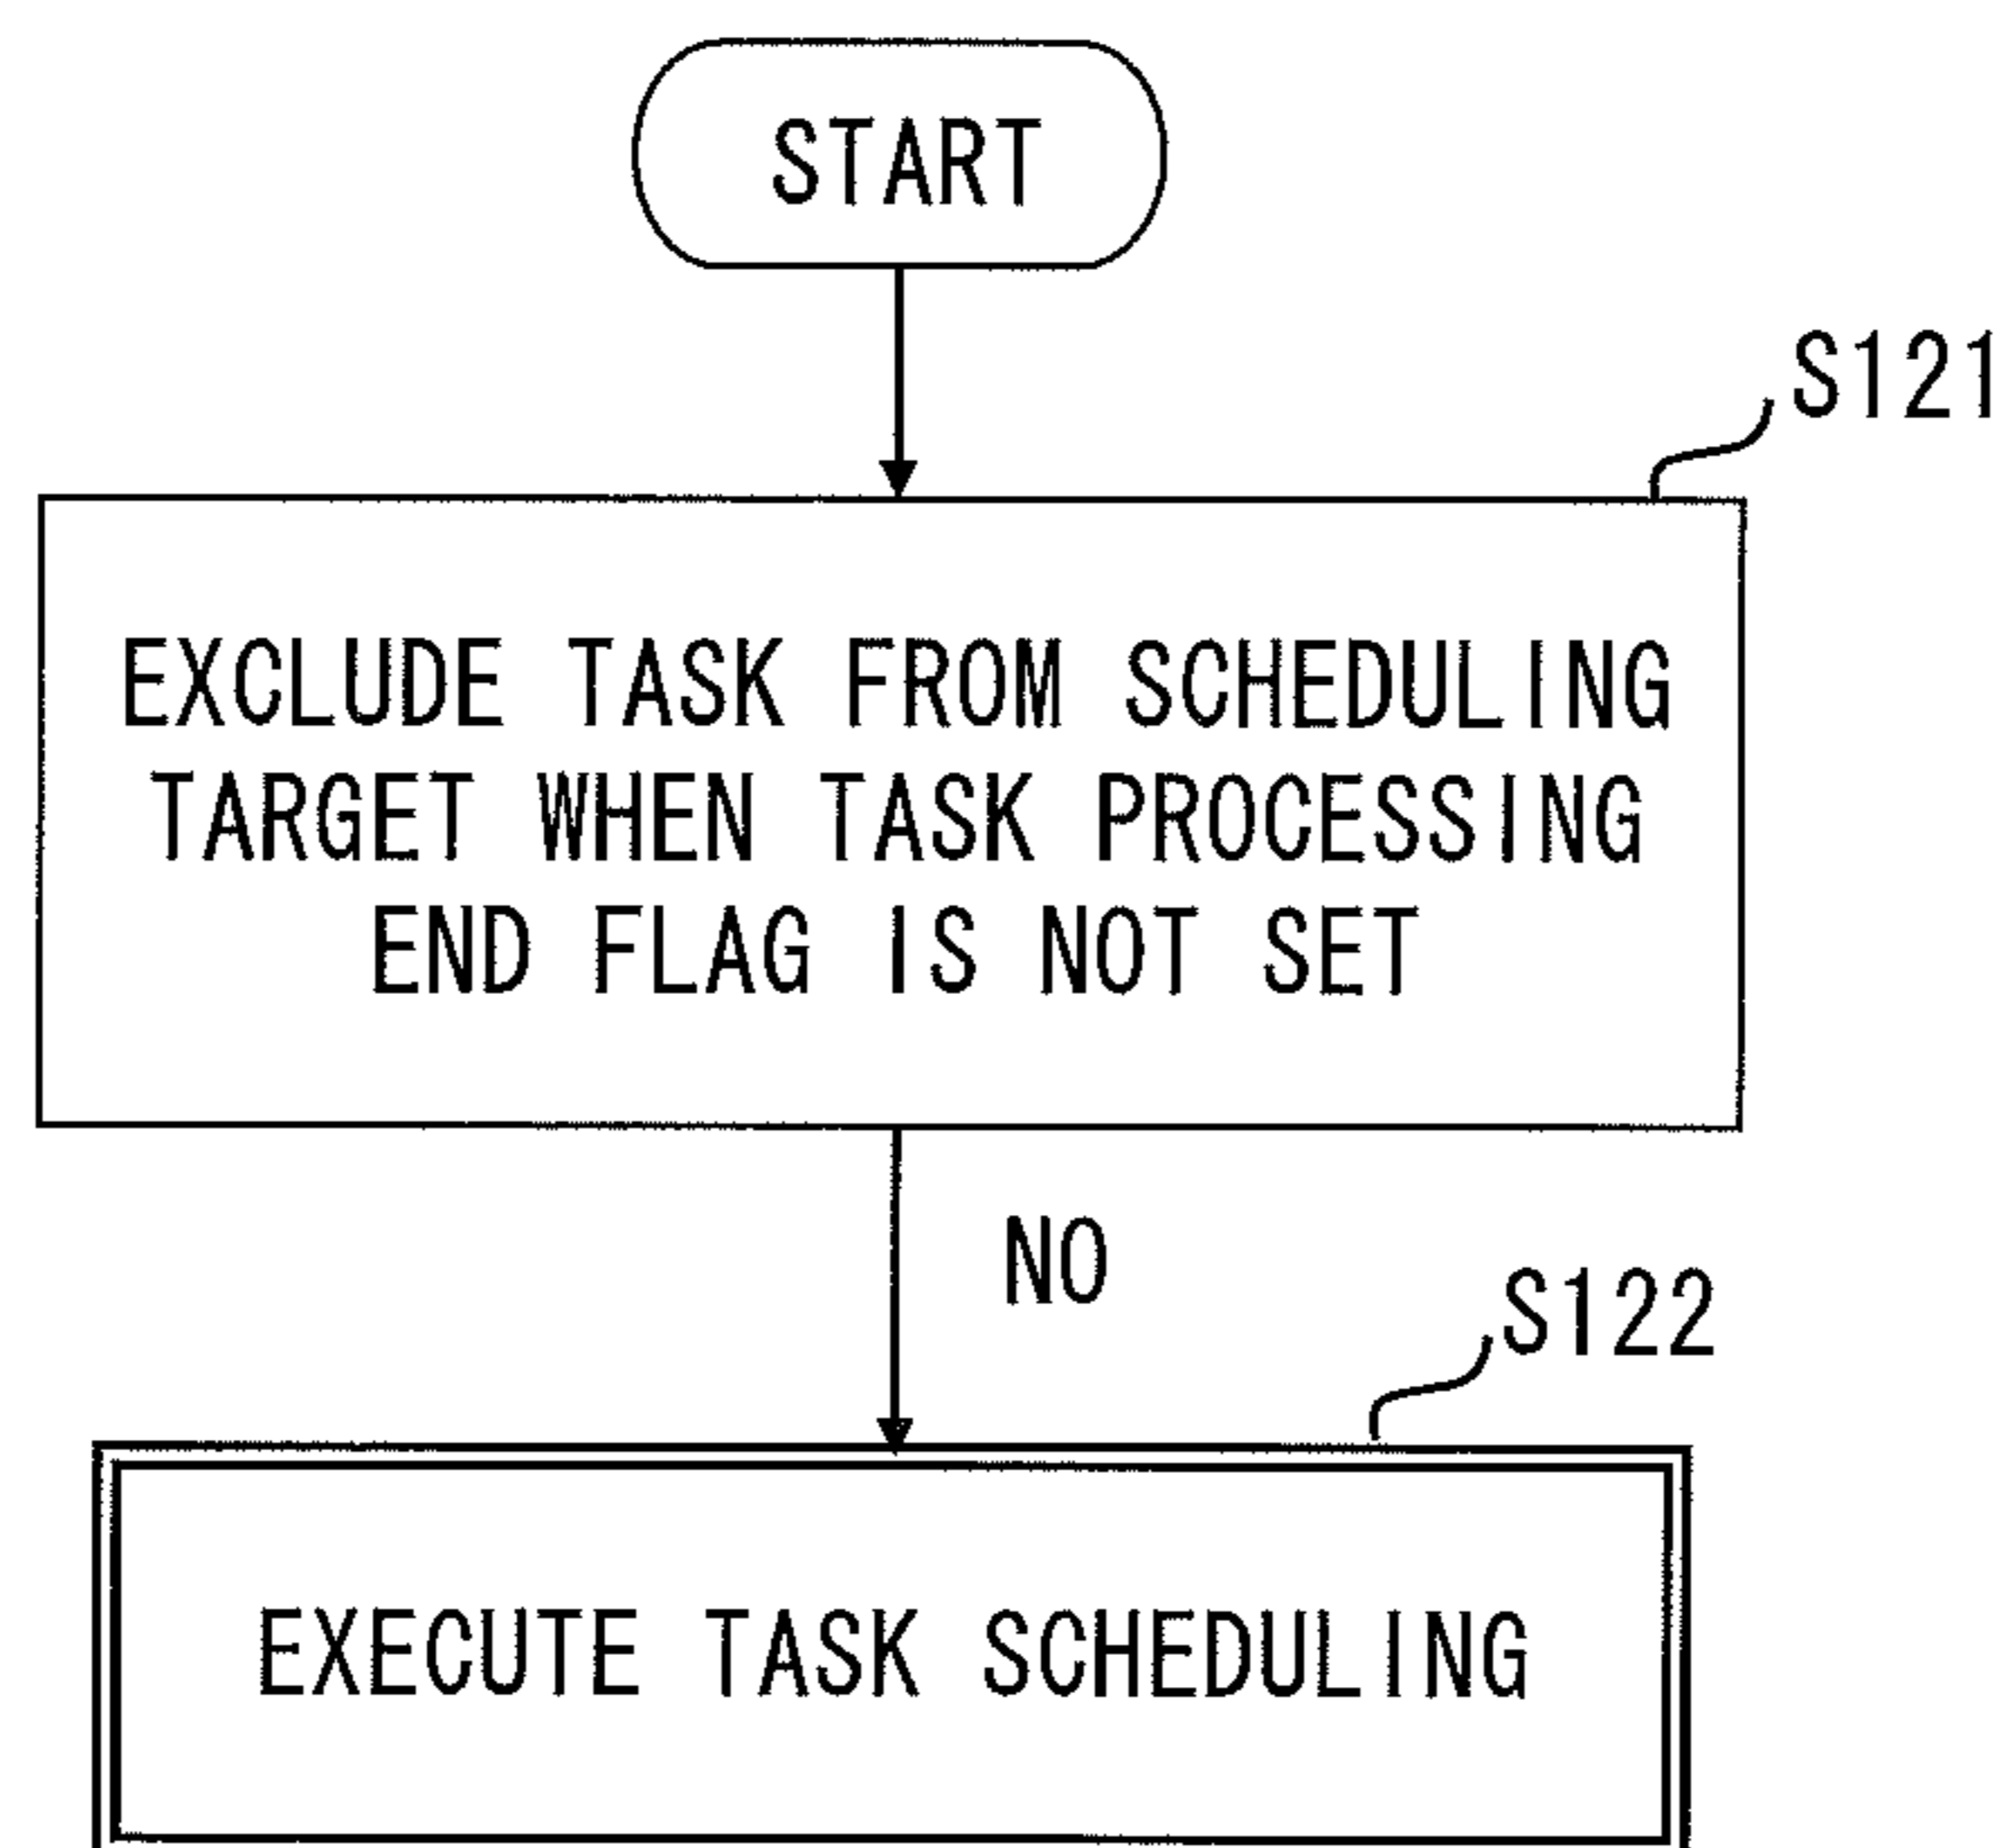 START
S121
EXCLUDE TASK FROM SCHEDULING
TARGET WHEN TASK PROCESSING
END FLAG IS NOT SET
NO
S122
EXECUTE TASK SCHEDULING